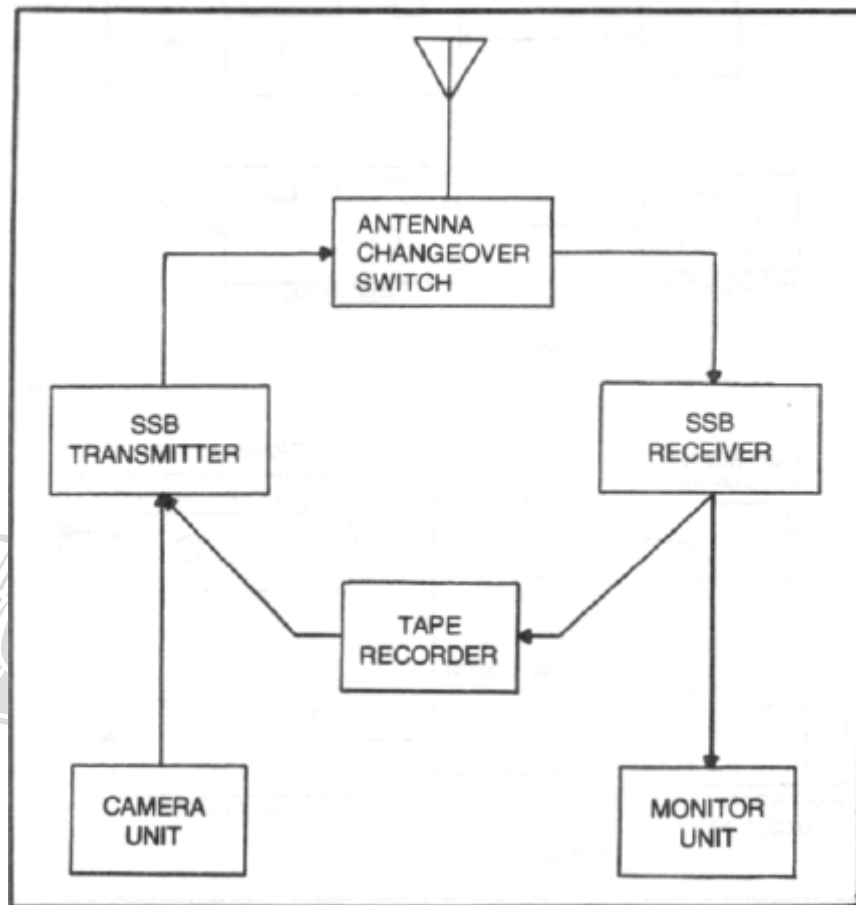 ANTENNA
CHANGEOVER
SWITCH
SSB
TRANSMITTER
SSB
RECEIVER
TAPE
RECORDER
CAMERA
UNIT
MONITOR
UNIT